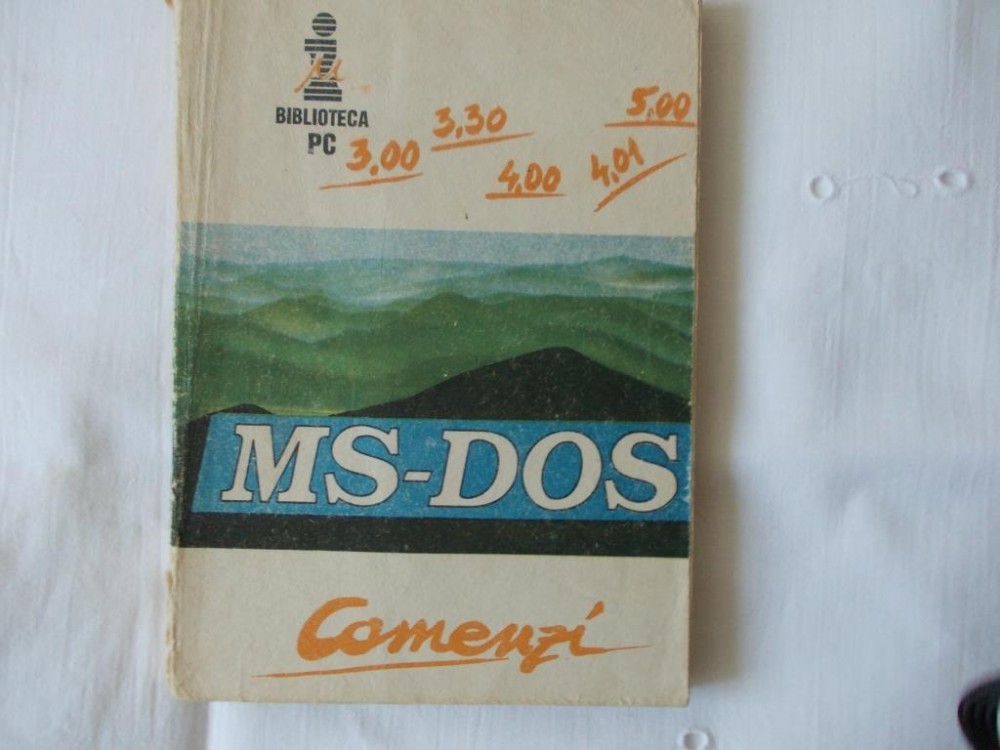 µ
BIBLIOTECA
PC
3,00
3,30
4,00
4,01
5,00
MS-DOS
Comenzi